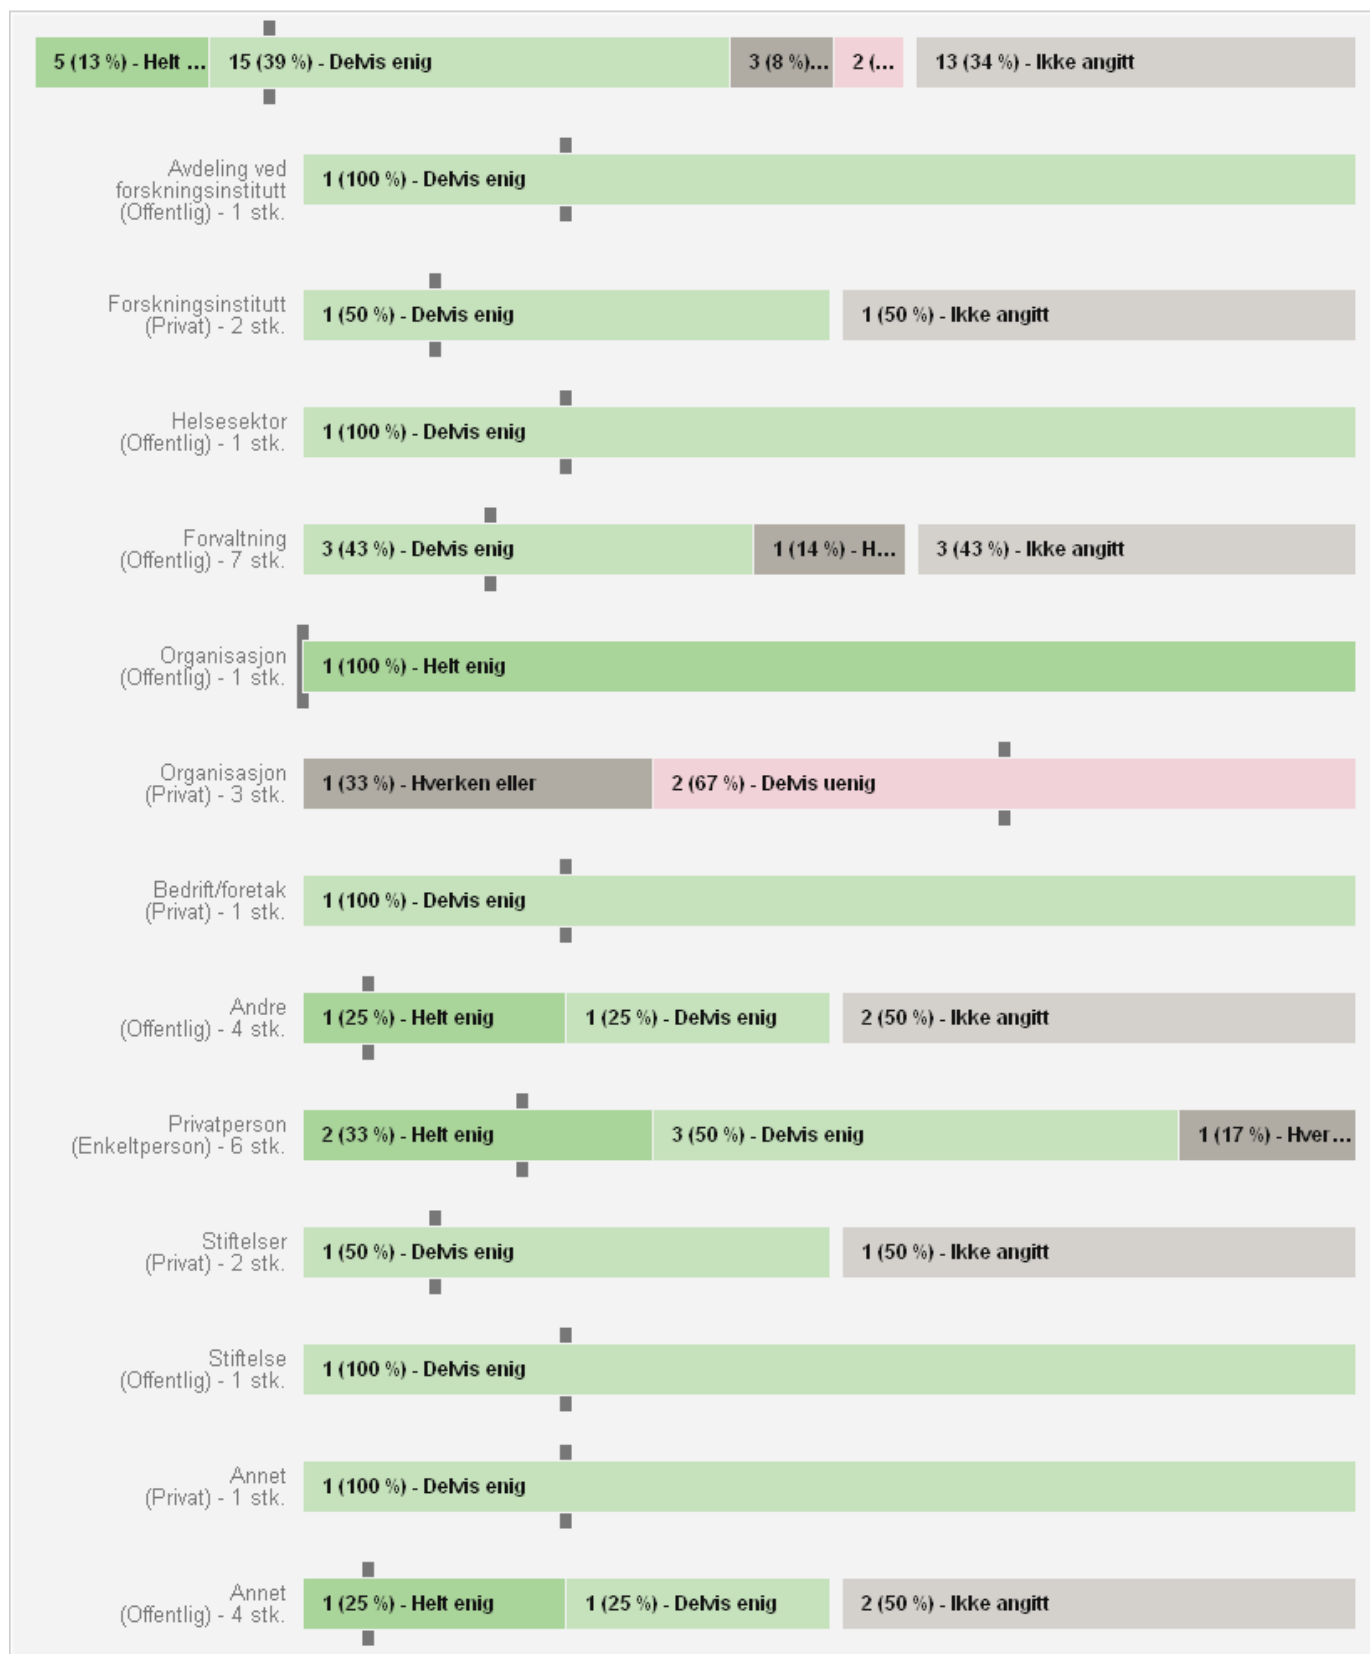 5 (13 %) - Helt ... 15 (39 %) - Delvis enig 3 (8 %)... 2 (... 13 (34 %) - Ikke angitt
Avdeling ved
forskningsinstitutt
(Offentlig) - 1 stk.
1 (100 %) - Delvis enig
Forskningsinstitutt
(Privat) - 2 stk.
1 (50 %) - Delvis enig 1 (50 %) - Ikke angitt
Helsesektor
(Offentlig) - 1 stk.
1 (100 %) - Delvis enig
Forvaltning
(Offentlig) - 7 stk.
3 (43 %) - Delvis enig 1 (14 %) - H... 3 (43 %) - Ikke angitt
Organisasjon
(Offentlig) - 1 stk.
1 (100 %) - Helt enig
Organisasjon
(Privat) - 3 stk.
1 (33 %) - Hverken eller 2 (67 %) - Delvis uenig
Bedrift/foretak
(Privat) - 1 stk.
1 (100 %) - Delvis enig
Andre
(Offentlig) - 4 stk.
1 (25 %) - Helt enig 1 (25 %) - Delvis enig 2 (50 %) - Ikke angitt
Privatperson
(Enkeltperson) - 6 stk.
2 (33 %) - Helt enig 3 (50 %) - Delvis enig 1 (17 %) - Hver...
Stiftelser
(Privat) - 2 stk.
1 (50 %) - Delvis enig 1 (50 %) - Ikke angitt
Stiftelse
(Offentlig) - 1 stk.
1 (100 %) - Delvis enig
Annet
(Privat) - 1 stk.
1 (100 %) - Delvis enig
Annet
(Offentlig) - 4 stk.
1 (25 %) - Helt enig 1 (25 %) - Delvis enig 2 (50 %) - Ikke angitt